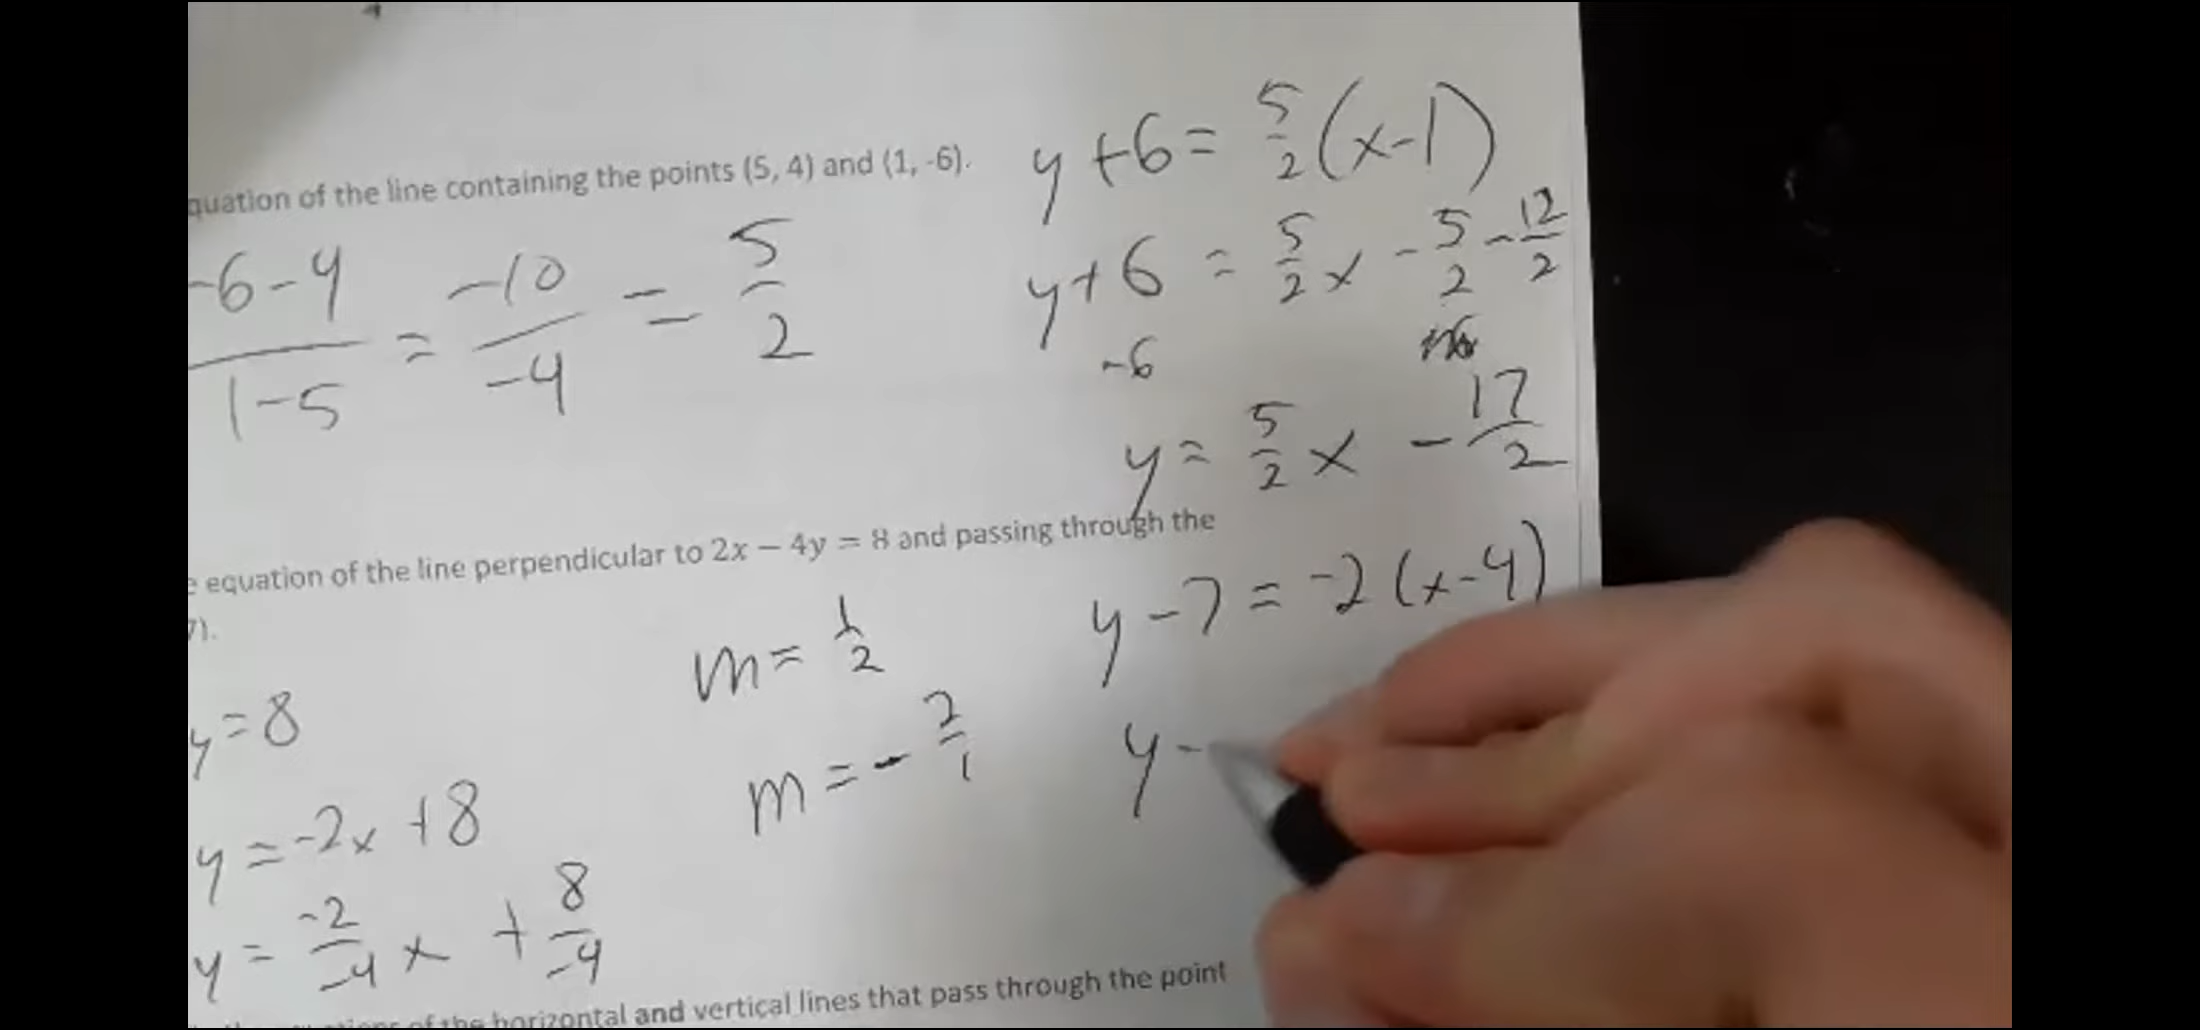 quation of the line containing the points (5, 4) and (1, -6).
-6-4 / 1-5 = -10 / -4 = 5/2
y+6 = 5/2 (x-1)
y+6 = 5/2 x - 5/2 - 12/2
-6
y = 5/2 x - 17/2
equation of the line perpendicular to 2x − 4y = 8 and passing through the
7).
y=8
y = -2x +8
y = -2/-4 x + 8/-4
m = 1/2
m = - 2/1
y-7 = -2(x-4)
y -
of the horizontal and vertical lines that pass through the point